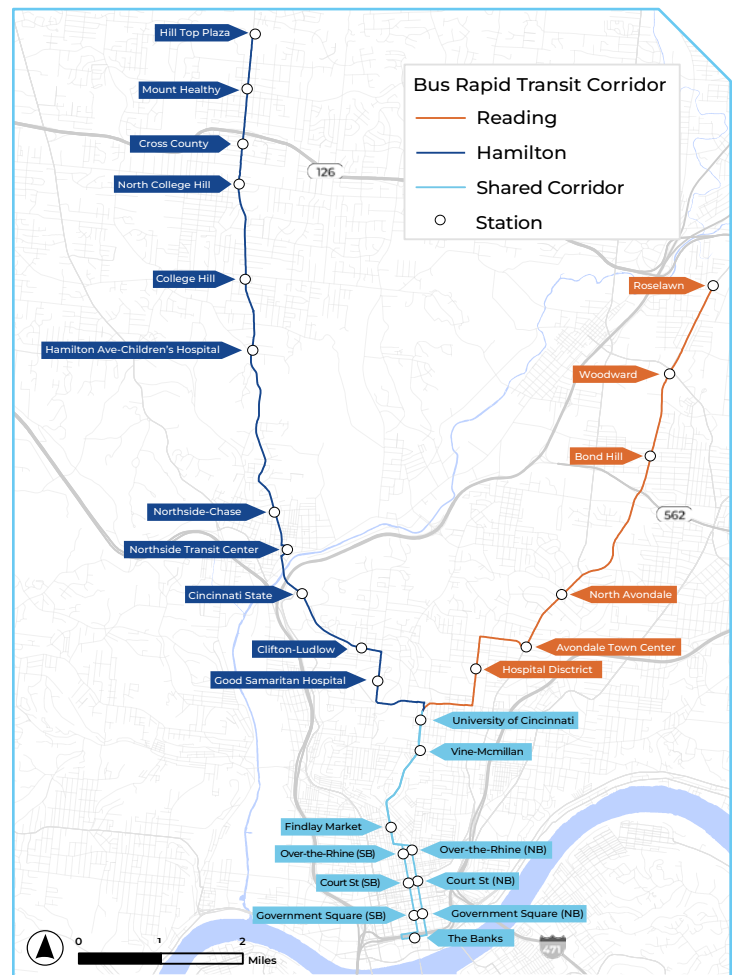 Hill Top Plaza
Bus Rapid Transit Corridor
Reading
Hamilton
Shared Corridor
Station
Mount Healthy
Cross County
126
North College Hill
College Hill
Roselawn
Hamilton Ave-Children's Hospital
Woodward
Bond Hill
Northside-Chase
562
Northside Transit Center
Cincinnati State
North Avondale
Clifton-Ludlow
Avondale Town Center
Good Samaritan Hospital
Hospital Disctrict
University of Cincinnati
Vine-Mcmillan
Findlay Market
Over-the-Rhine (SB)
Over-the-Rhine (NB)
Court St (SB)
Court St (NB)
Government Square (SB)
Government Square (NB)
The Banks
0 1 2
Miles
471